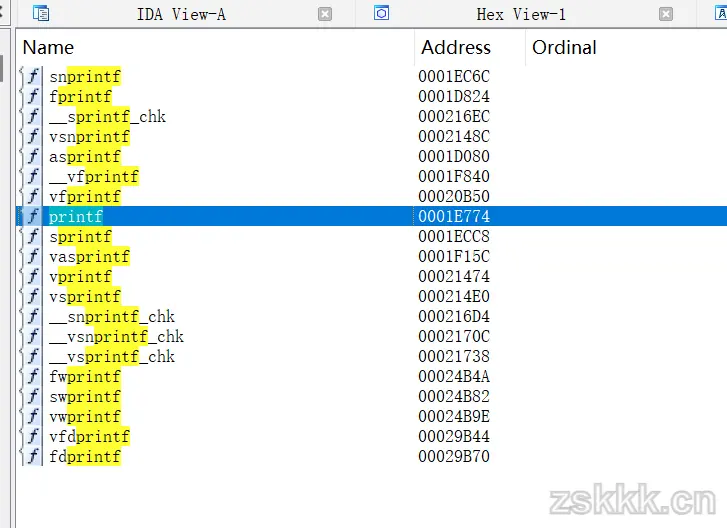 IDA View-A Hex View-1
Name Address Ordinal
f snprintf 0001EC6C
f fprintf 0001D824
f __sprintf_chk 000216EC
f vsnprintf 0002148C
f asprintf 0001D080
f __vfprintf 0001F840
f vfprintf 00020B50
f printf 0001E774
f sprintf 0001ECC8
f vasprintf 0001F15C
f vprintf 00021474
f vsprintf 000214E0
f __snprintf_chk 000216D4
f __vsnprintf_chk 0002170C
f __vsprintf_chk 00021738
f fwprintf 00024B4A
f swprintf 00024B82
f vwprintf 00024B9E
f vfdprintf 00029B44
f fdprintf 00029B70
zskkk.cn